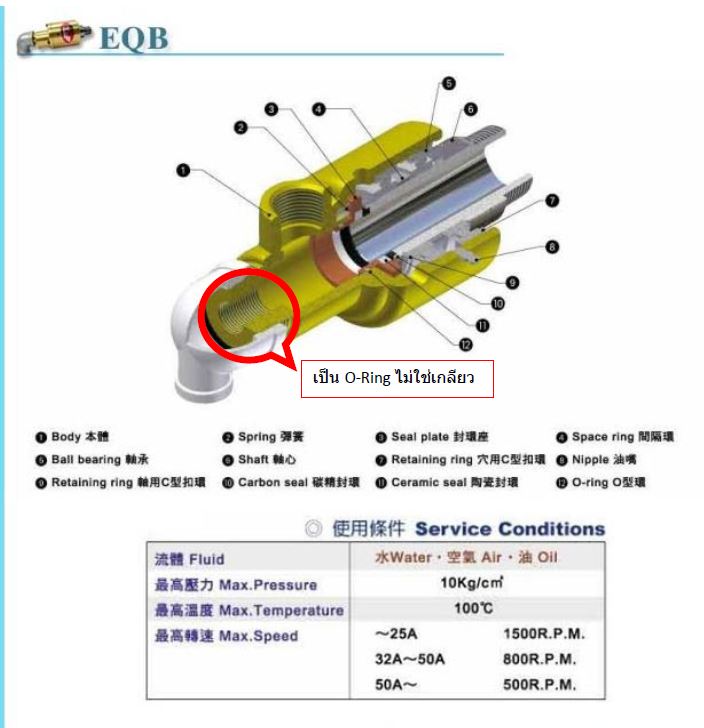 EQB
5
3
4
6
2
1
7
8
9
10
11
12
เป็น O-Ring ไม่ใช่เกลียว
1 Body 本體 2 Spring 彈簧 3 Seal plate 封環座 4 Space ring 間隔環
5 Ball bearing 軸承 6 Shaft 軸心 7 Retaining ring 穴用C型扣環 8 Nipple 油嘴
9 Retaining ring 軸用C型扣環 10 Carbon seal 碳精封環 11 Ceramic seal 陶瓷封環 12 O-ring O型環
◎ 使用條件 Service Conditions
流體 Fluid 水Water・空氣 Air・油 Oil
最高壓力 Max.Pressure 10Kg/c㎡
最高溫度 Max.Temperature 100℃
最高轉速 Max.Speed ～25A 1500R.P.M.
32A～50A 800R.P.M.
50A～ 500R.P.M.